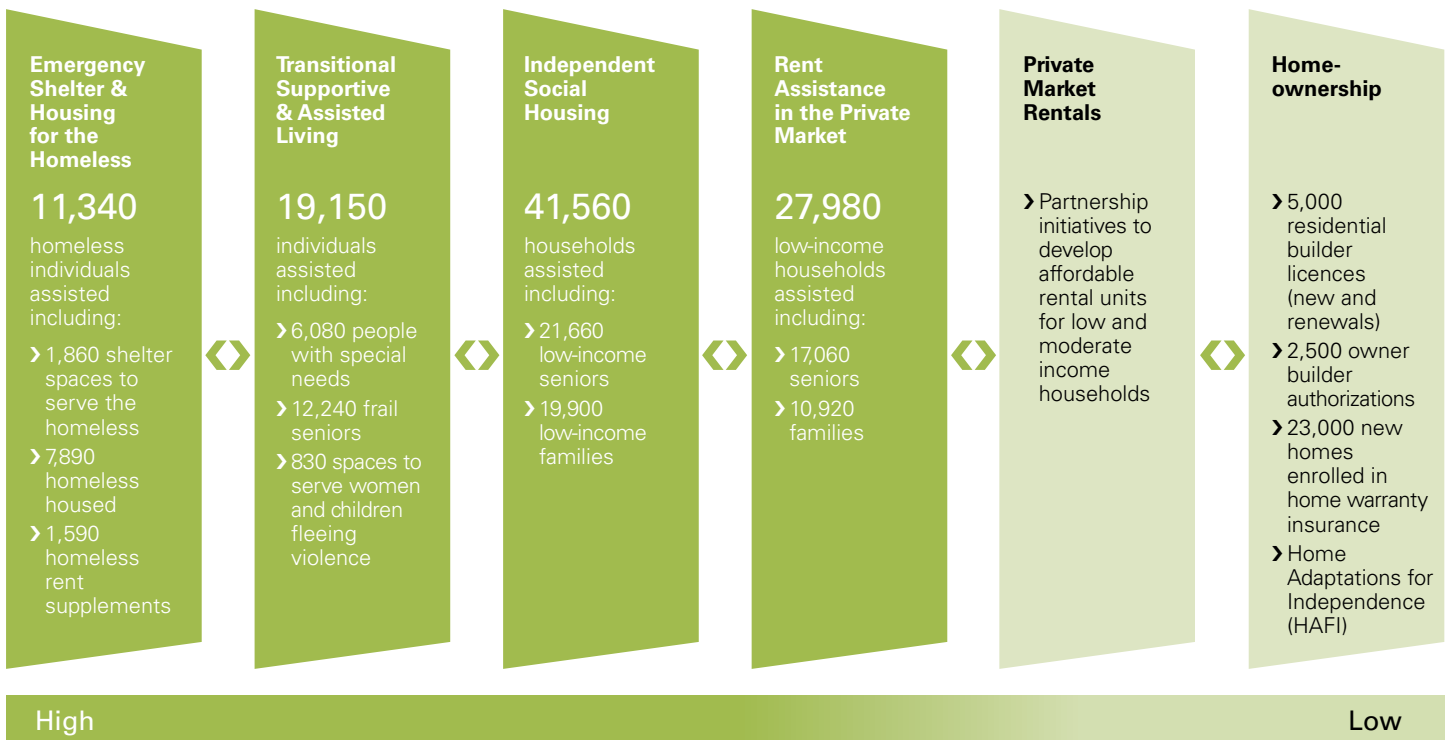 Emergency
Shelter &
Housing
for the
Homeless
11,340
homeless
individuals
assisted
including:
❯ 1,860 shelter
spaces to
serve the
homeless
❯ 7,890
homeless
housed
❯ 1,590
homeless
rent
supplements
Transitional
Supportive
& Assisted
Living
19,150
individuals
assisted
including:
❯ 6,080 people
with special
needs
❯ 12,240 frail
seniors
❯ 830 spaces to
serve women
and children
fleeing
violence
Independent
Social
Housing
41,560
households
assisted
including:
❯ 21,660
low-income
seniors
❯ 19,900
low-income
families
Rent
Assistance
in the Private
Market
27,980
low-income
households
assisted
including:
❯ 17,060
seniors
❯ 10,920
families
Private
Market
Rentals
❯ Partnership
initiatives to
develop
affordable
rental units
for low and
moderate
income
households
Home-
ownership
❯ 5,000
residential
builder
licences
(new and
renewals)
❯ 2,500 owner
builder
authorizations
❯ 23,000 new
homes
enrolled in
home warranty
insurance
❯ Home
Adaptations for
Independence
(HAFI)
High
Low